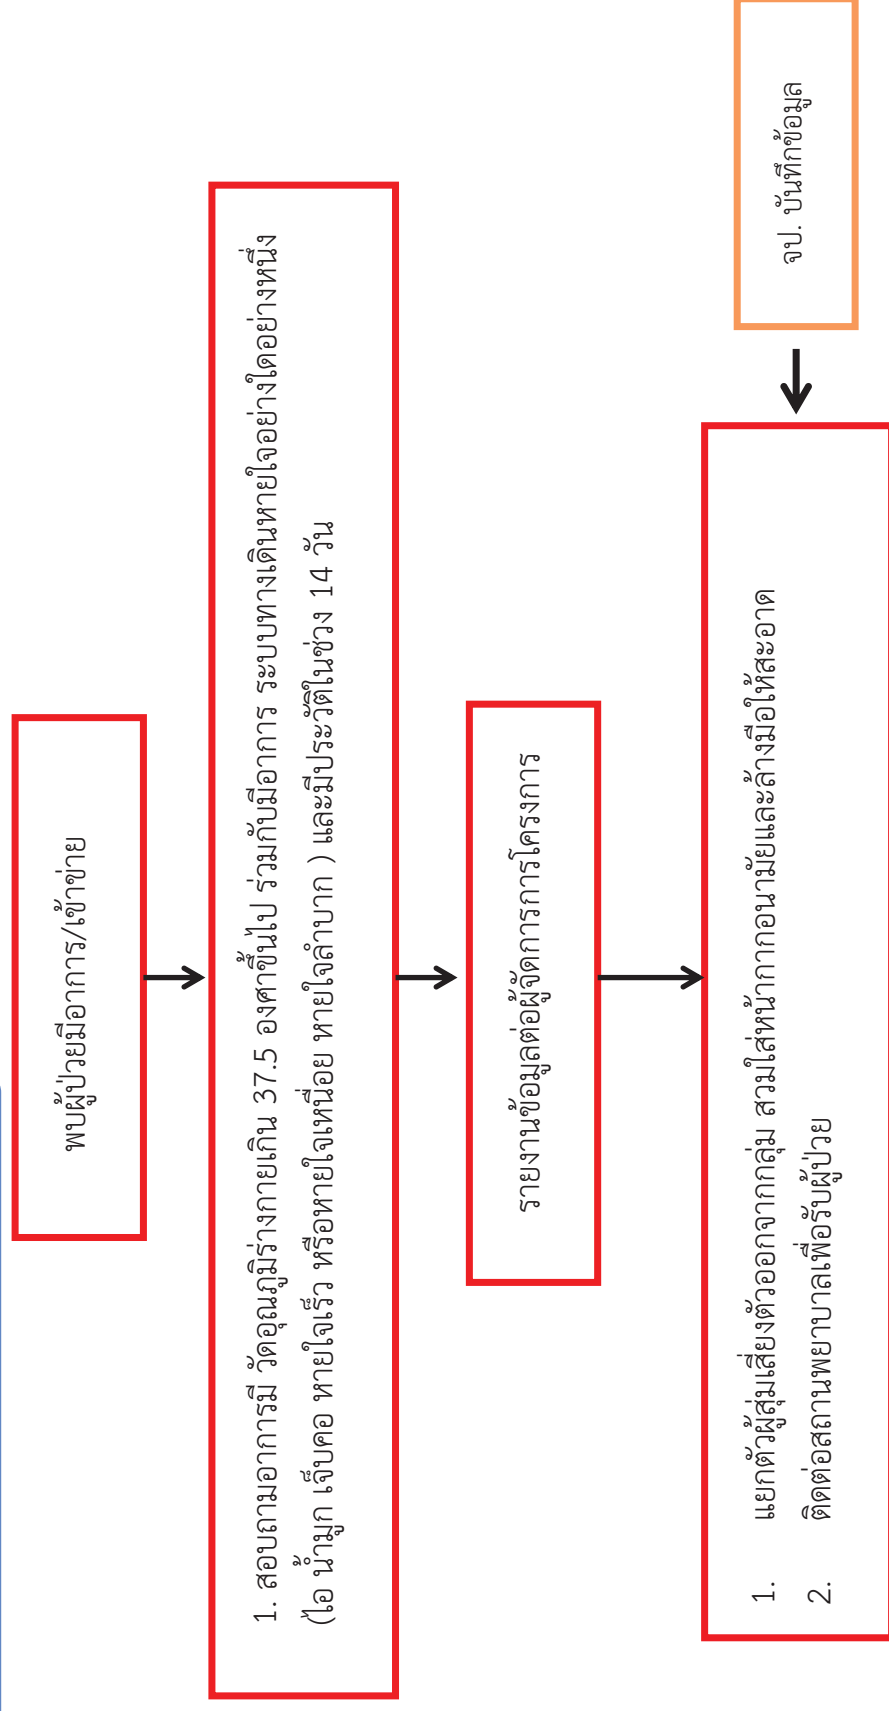 พบผู้ป่วยมีอาการ/เข้าข่าย
1. สอบถามอาการมี วัดอุณภูมิร่างกายเกิน 37.5 องศาขึ้นไป ร่วมกับมีอาการ ระบบทางเดินหายใจอย่างใดอย่างหนึ่ง
(ไอ น้ำมูก เจ็บคอ หายใจเร็ว หรือหายใจเหนื่อย หายใจลำบาก ) และมีประวัติในช่วง 14 วัน
รายงานข้อมูลต่อผู้จัดการการโครงการ
1. แยกตัวผู้สุ่มเสี่ยงตัวออกจากกลุ่ม สวมใส่หน้ากากอนามัยและล้างมือให้สะอาด
2. ติดต่อสถานพยาบาลเพื่อรับผู้ป่วย
จป. บันทึกข้อมูล